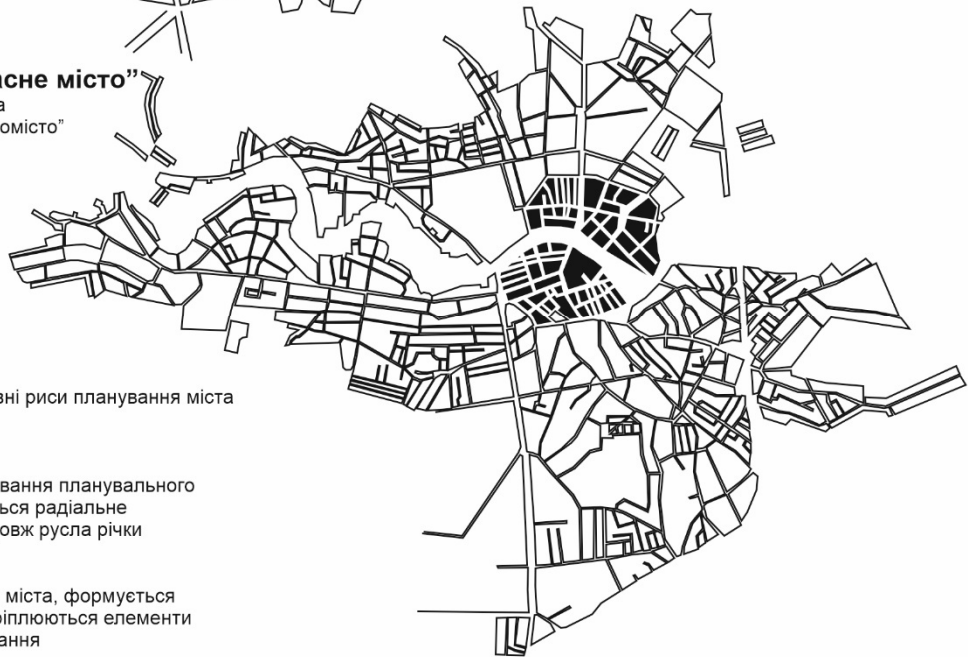 асне місто”
а
омісто”
вні риси планування міста
вання планувального
ься радіальне
овж русла річки
міста, формується
ріплюються елементи
ання